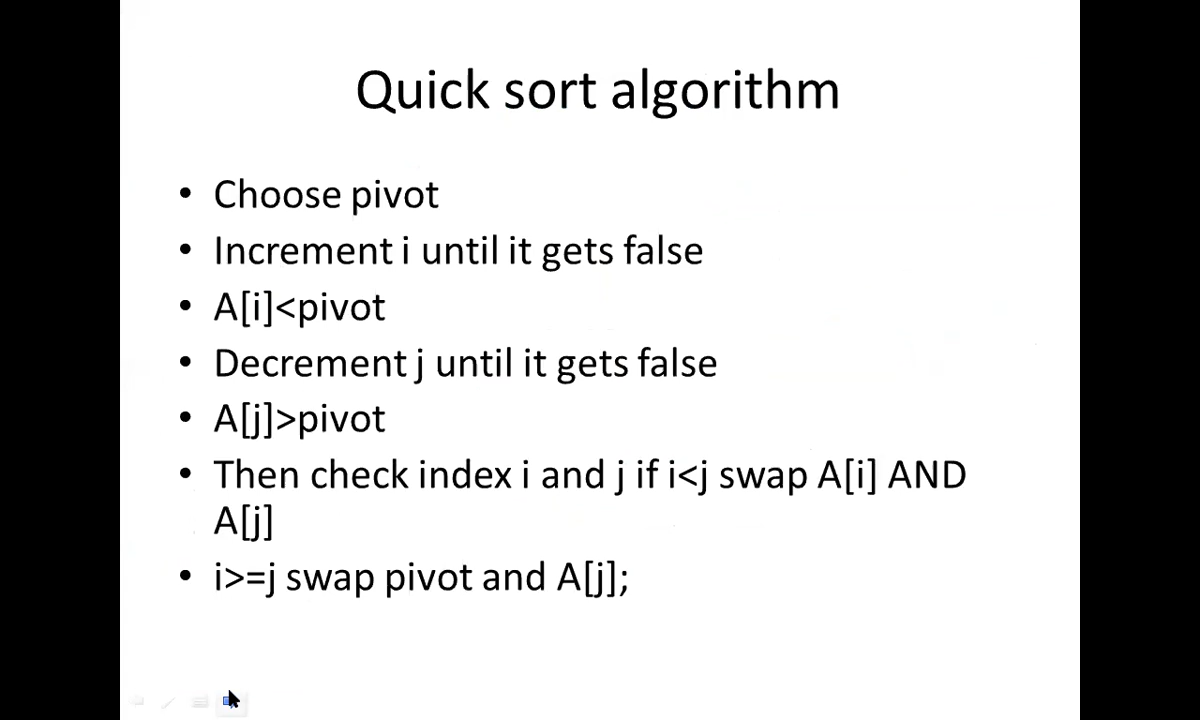 Quick sort algorithm
• Choose pivot
• Increment i until it gets false
• A[i]<pivot
• Decrement j until it gets false
• A[j]>pivot
• Then check index i and j if i<j swap A[i] AND
A[j]
• i>=j swap pivot and A[j];